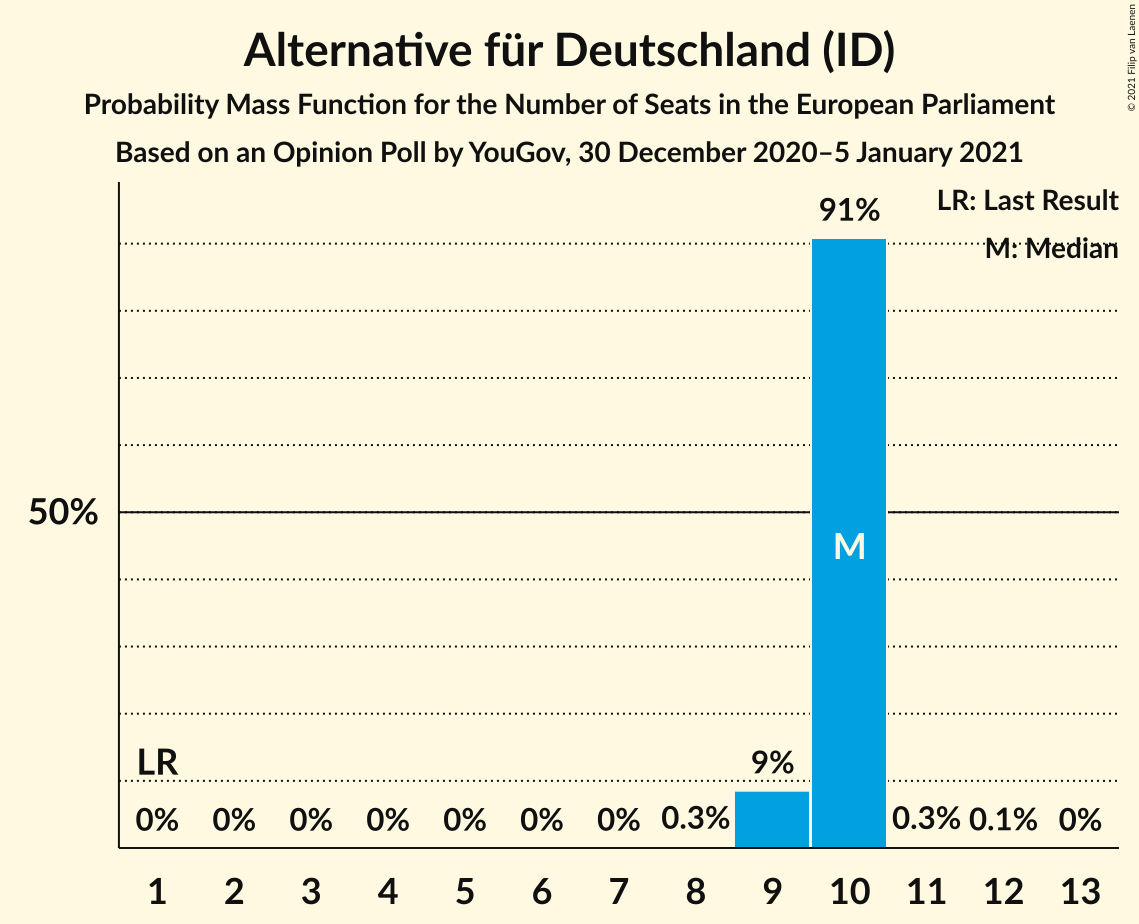 Alternative für Deutschland (ID)
Probability Mass Function for the Number of Seats in the European Parliament
Based on an Opinion Poll by YouGov, 30 December 2020–5 January 2021
© 2021 Filip van Laenen
LR: Last Result
M: Median
91%
50%
M
LR
9%
0% 0% 0% 0% 0% 0% 0% 0.3% 0.3% 0.1% 0%
1 2 3 4 5 6 7 8 9 10 11 12 13